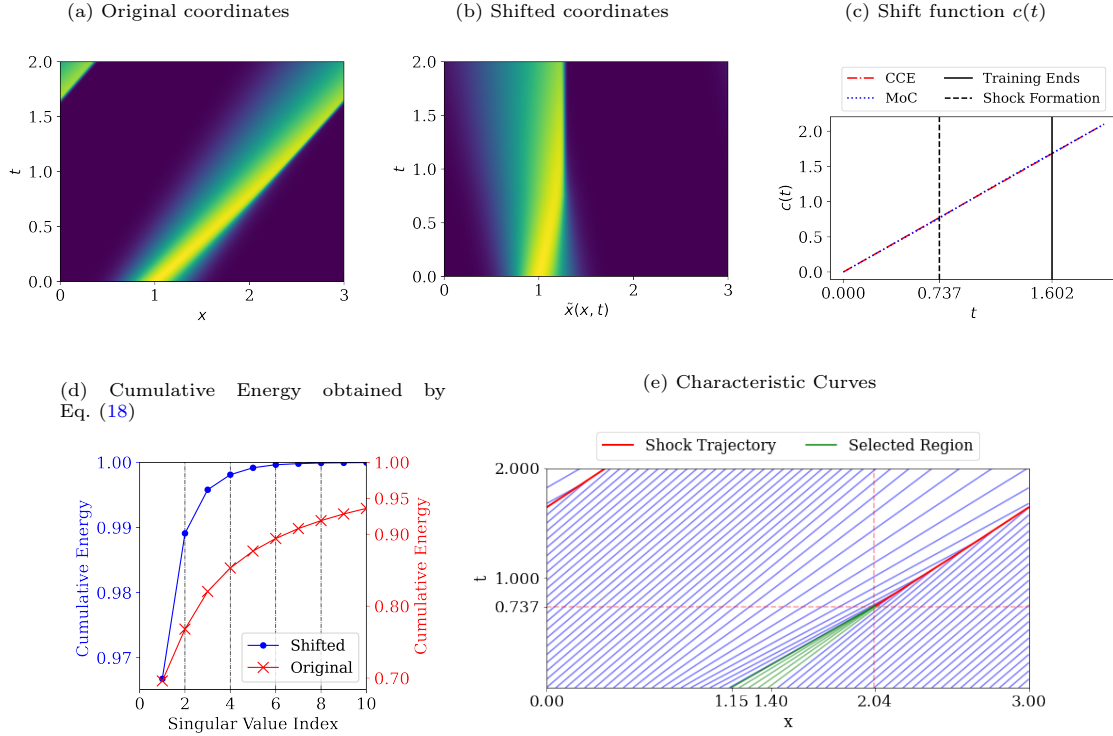 (a) Original coordinates
(b) Shifted coordinates
(c) Shift function c(t)
2.0
1.5
1.0
0.5
0.0
t
0
1
2
3
x
2.0
1.5
1.0
0.5
0.0
t
0
1
2
3
x̃(x, t)
CCE
MoC
Training Ends
Shock Formation
2.0
1.5
1.0
0.5
0.0
c(t)
0.000
0.737
1.602
t
(d) Cumulative Energy obtained by
Eq. (18)
1.00
0.99
0.98
0.97
Cumulative Energy
1.00
0.95
0.90
0.80
0.70
Cumulative Energy
Shifted
Original
0
2
4
6
8
10
Singular Value Index
(e) Characteristic Curves
Shock Trajectory
Selected Region
2.000
1.000
0.737
t
0.00
1.15
1.40
2.04
3.00
x